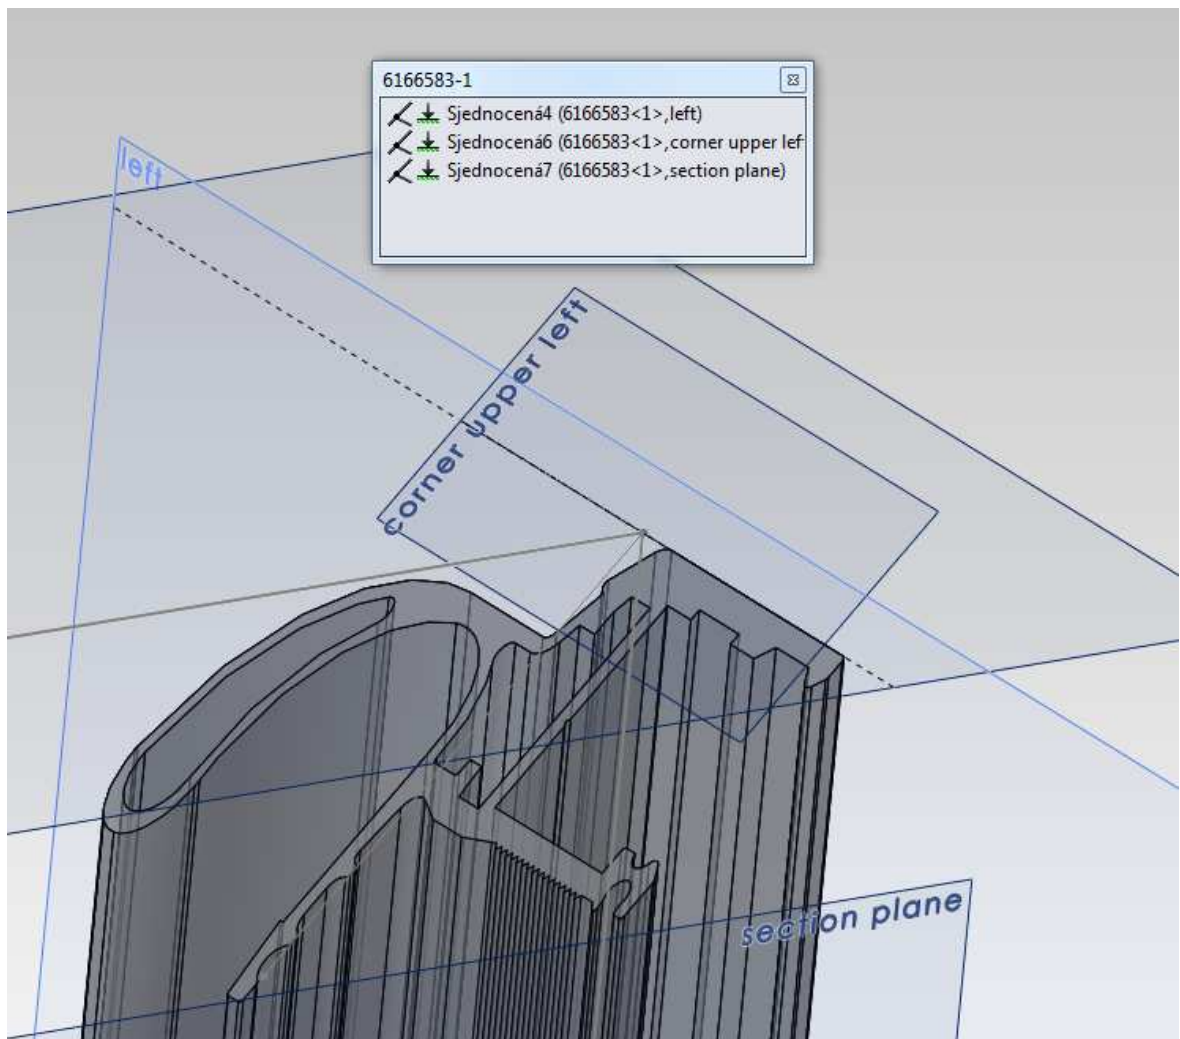 6166583-1
Sjednocená4 (6166583<1>,left)
Sjednocená6 (6166583<1>,corner upper lef
Sjednocená7 (6166583<1>,section plane)
left
corner upper left
section plane